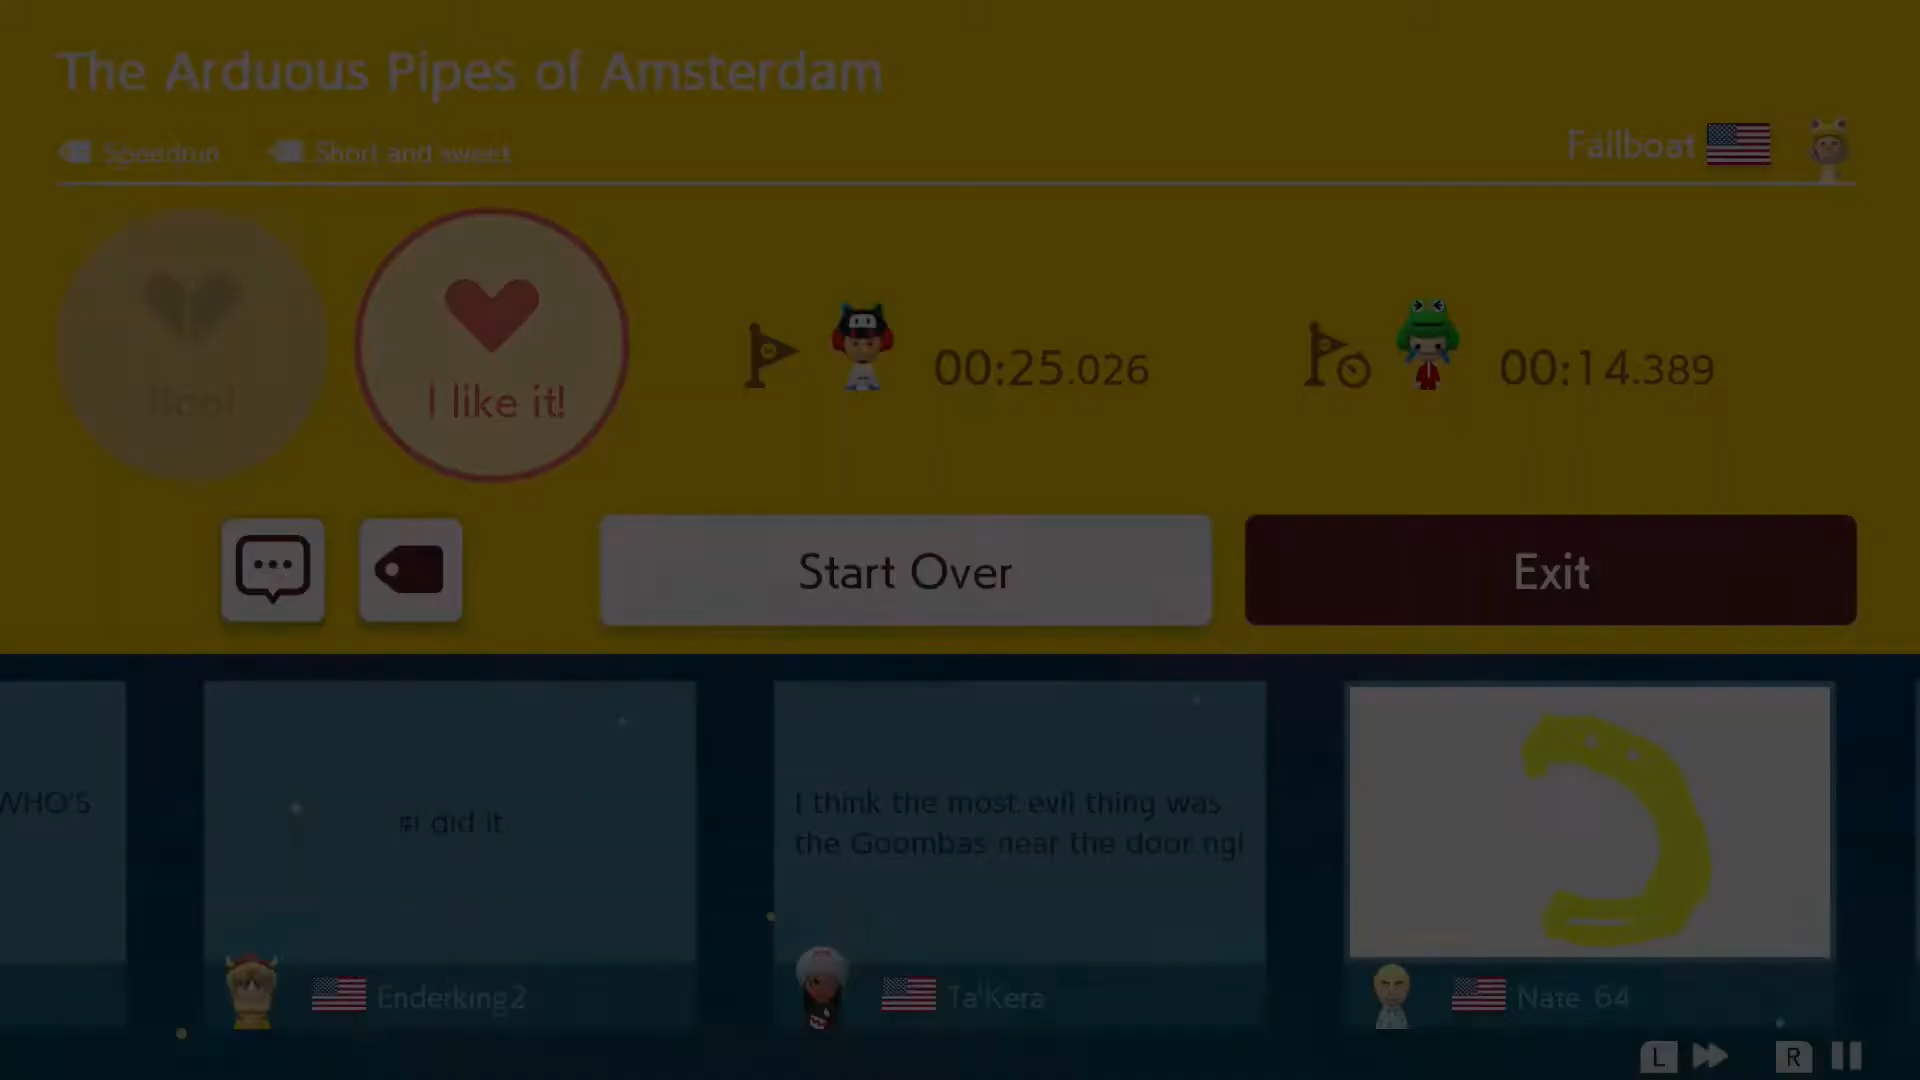 The Arduous Pipes of Amsterdam
Speedrun Short and sweet
Failboat
Boo!
I like it!
00:25.026
00:14.389
Start Over
Exit
WHO'S
#I did it
I think the most evil thing was
the Goombas near the door ngl
Enderking2
Ta'Kera
Nate 64
L R